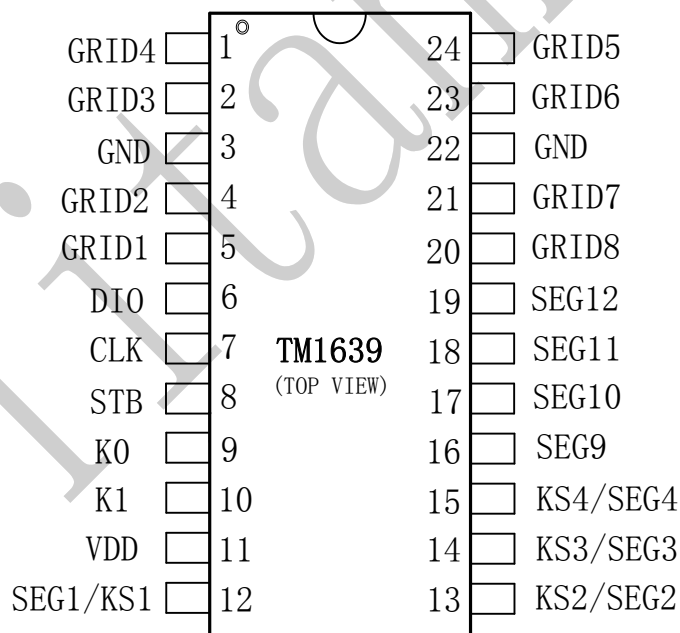 GRID4 1 24 GRID5
GRID3 2 23 GRID6
GND 3 22 GND
GRID2 4 21 GRID7
GRID1 5 20 GRID8
DIO 6 19 SEG12
CLK 7 TM1639 18 SEG11
STB 8 (TOP VIEW) 17 SEG10
K0 9 16 SEG9
K1 10 15 KS4/SEG4
VDD 11 14 KS3/SEG3
SEG1/KS1 12 13 KS2/SEG2